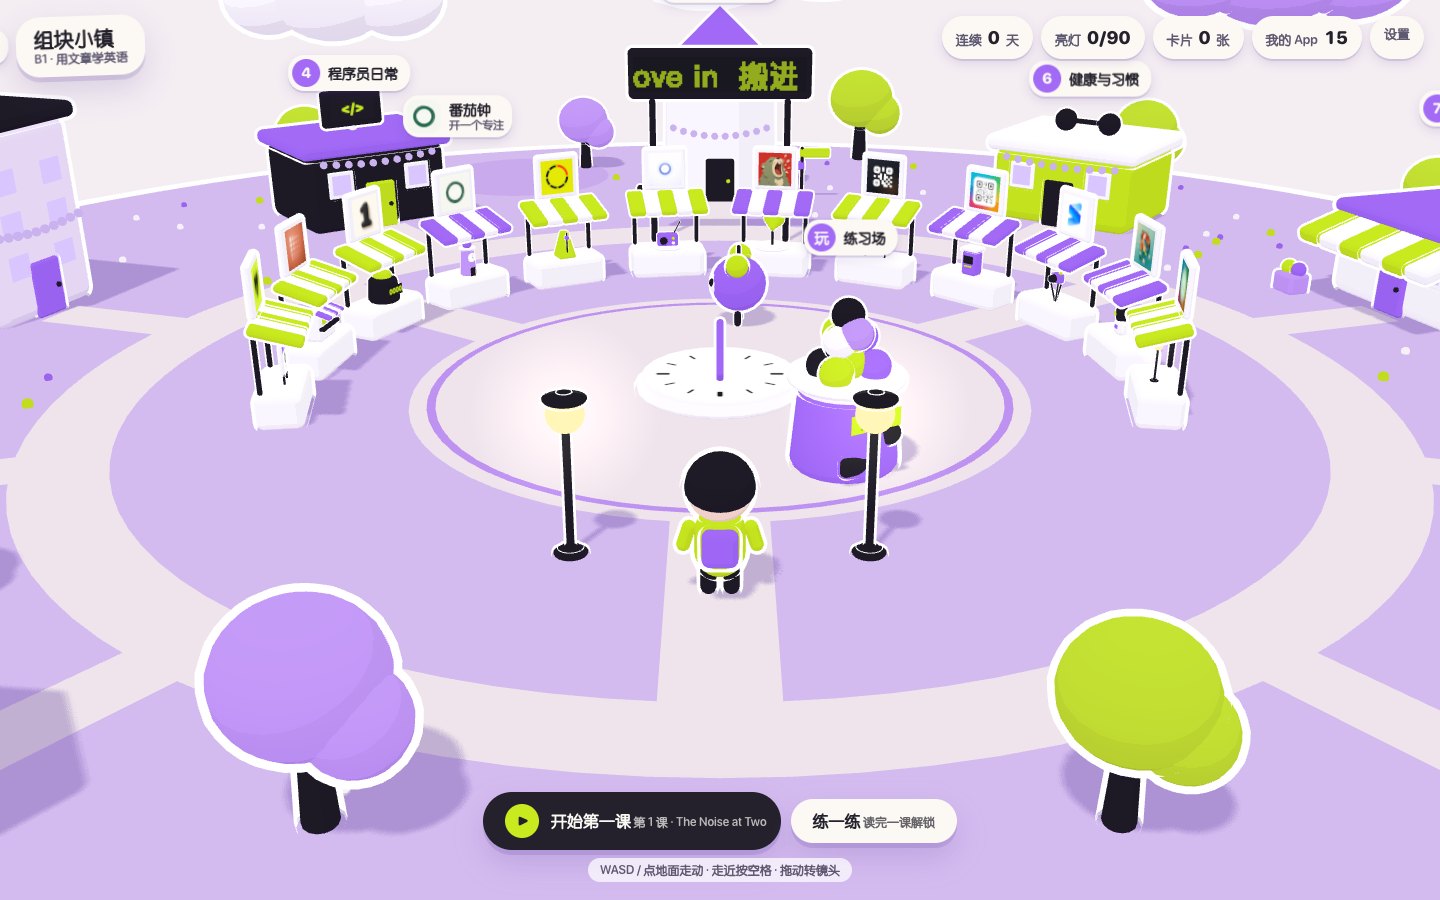 组块小镇
B1 · 用文章学英语
连续 0 天
亮灯 0/90
卡片 0 张
我的 App 15
设置
4 程序员日常
6 健康与习惯
7
</>
番茄钟
开一个专注
ove in 搬进
1
玩 练习场
开始第一课 第 1 课 · The Noise at Two
练一练 读完一课解锁
WASD / 点地面走动 · 走近按空格 · 拖动转镜头